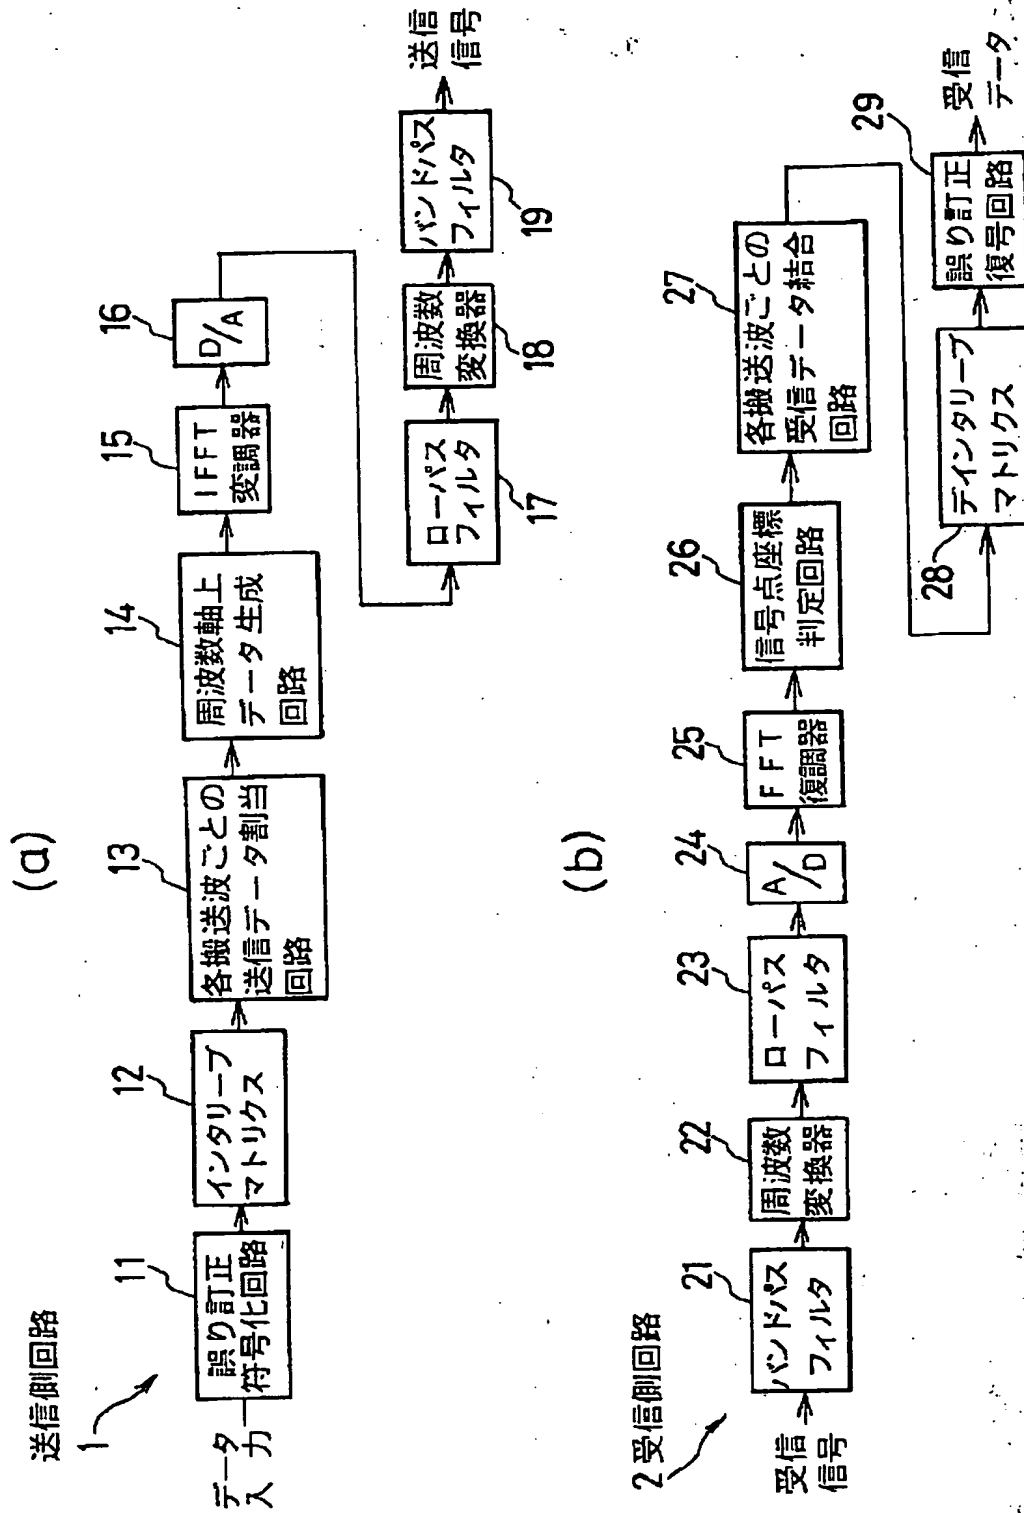 (a)
送信側回路
1
データ
入力
11
誤り訂正
符号化回路
12
インタリーブ
マトリクス
13
各搬送波ごとの
送信データ割当
回路
14
周波数軸上
データ生成
回路
15
IFFT
変調器
16
D/A
17
ローパス
フィルタ
18
周波数
変換器
19
バンドパス
フィルタ
送信
信号
(b)
2 受信側回路
受信
信号
21
バンドパス
フィルタ
22
周波数
変換器
23
ローパス
フィルタ
24
A/D
25
FFT
復調器
26
信号点座標
判定回路
27
各搬送波ごとの
受信データ結合
回路
28
デインタリーブ
マトリクス
29
誤り訂正
復号回路
受信
データ